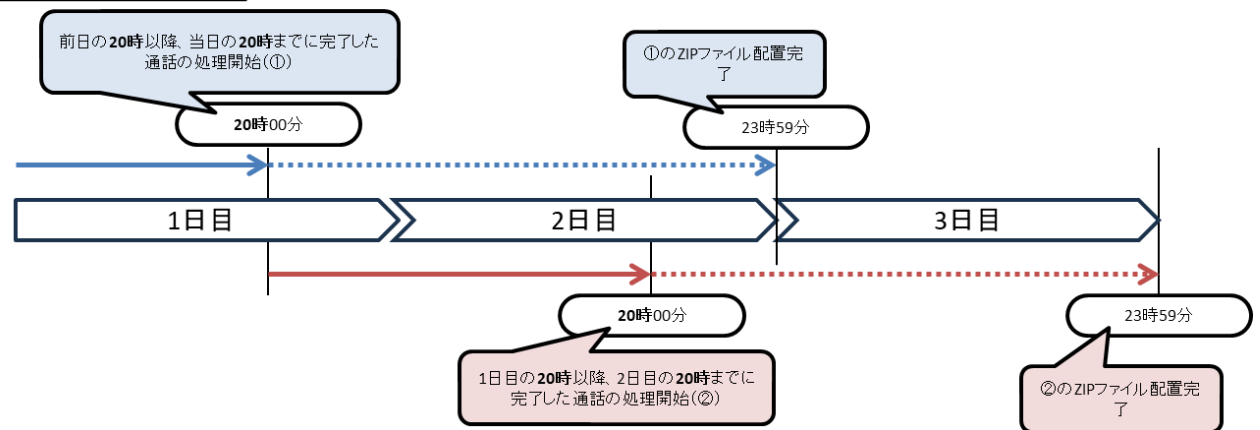 前日の20時以降、当日の20時までに完了した
通話の処理開始(①)
①のZIPファイル配置完
了
20時00分
23時59分
1日目
2日目
3日目
20時00分
23時59分
1日目の20時以降、2日目の20時までに
完了した通話の処理開始(②)
②のZIPファイル配置完
了